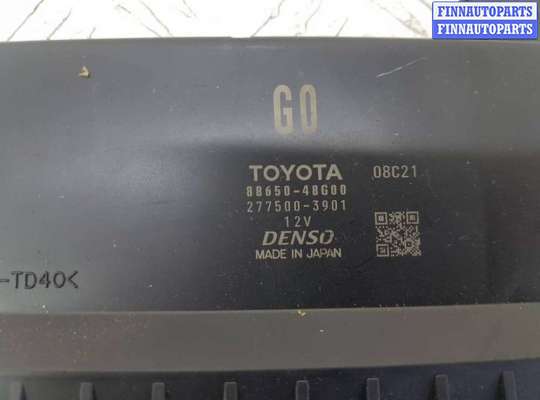 FINNAUTOPARTS
FINNAUTOPARTS
G0
TOYOTA 08C21
88650-48G00
277500-3901
12V
DENSO
MADE IN JAPAN
-TD40<